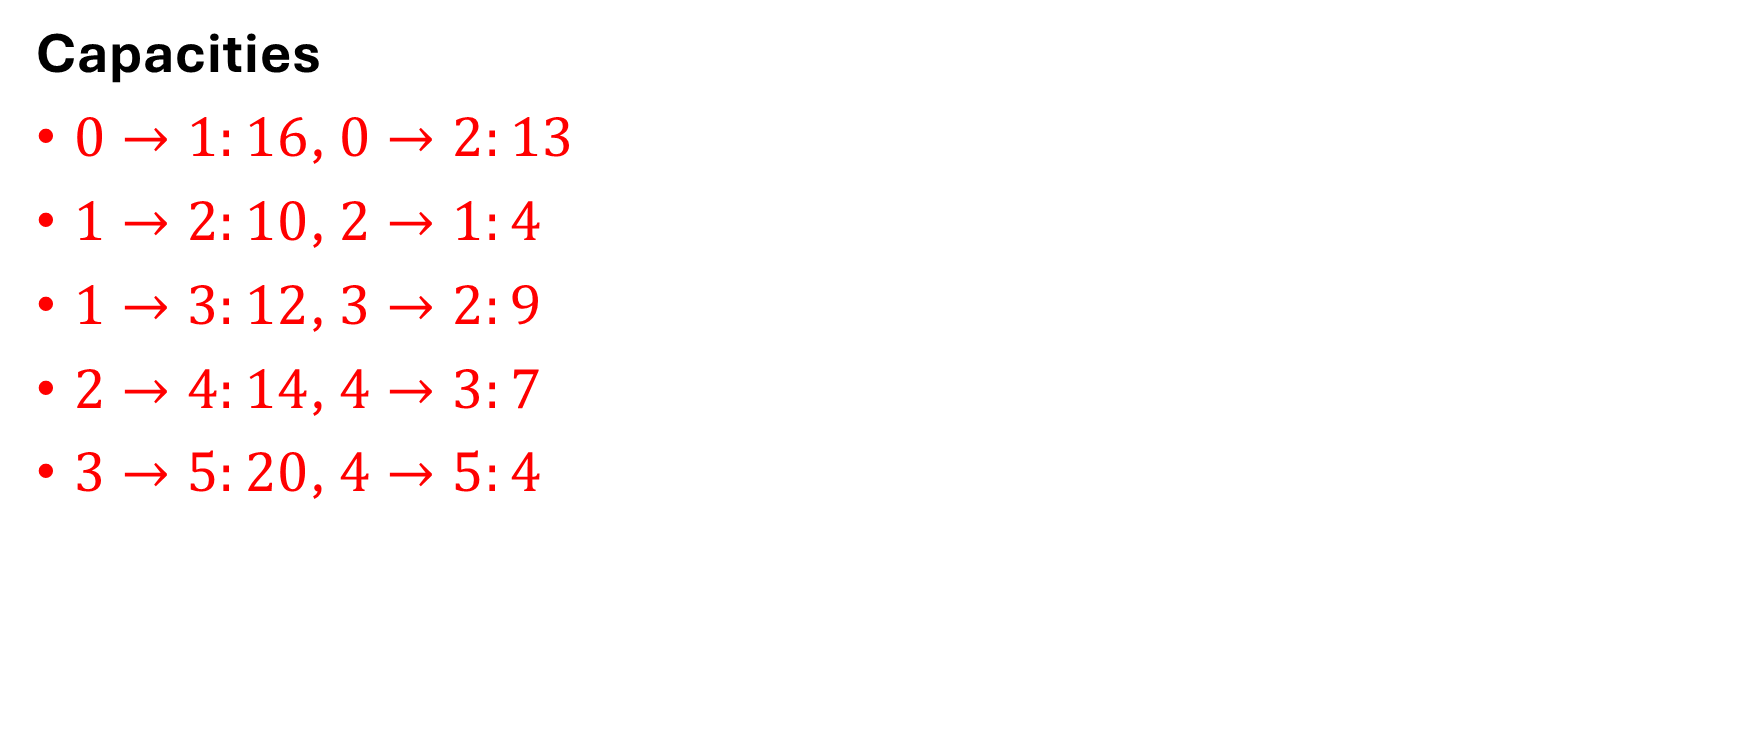 Capacities
• 0 → 1: 16, 0 → 2: 13
• 1 → 2: 10, 2 → 1: 4
• 1 → 3: 12, 3 → 2: 9
• 2 → 4: 14, 4 → 3: 7
• 3 → 5: 20, 4 → 5: 4